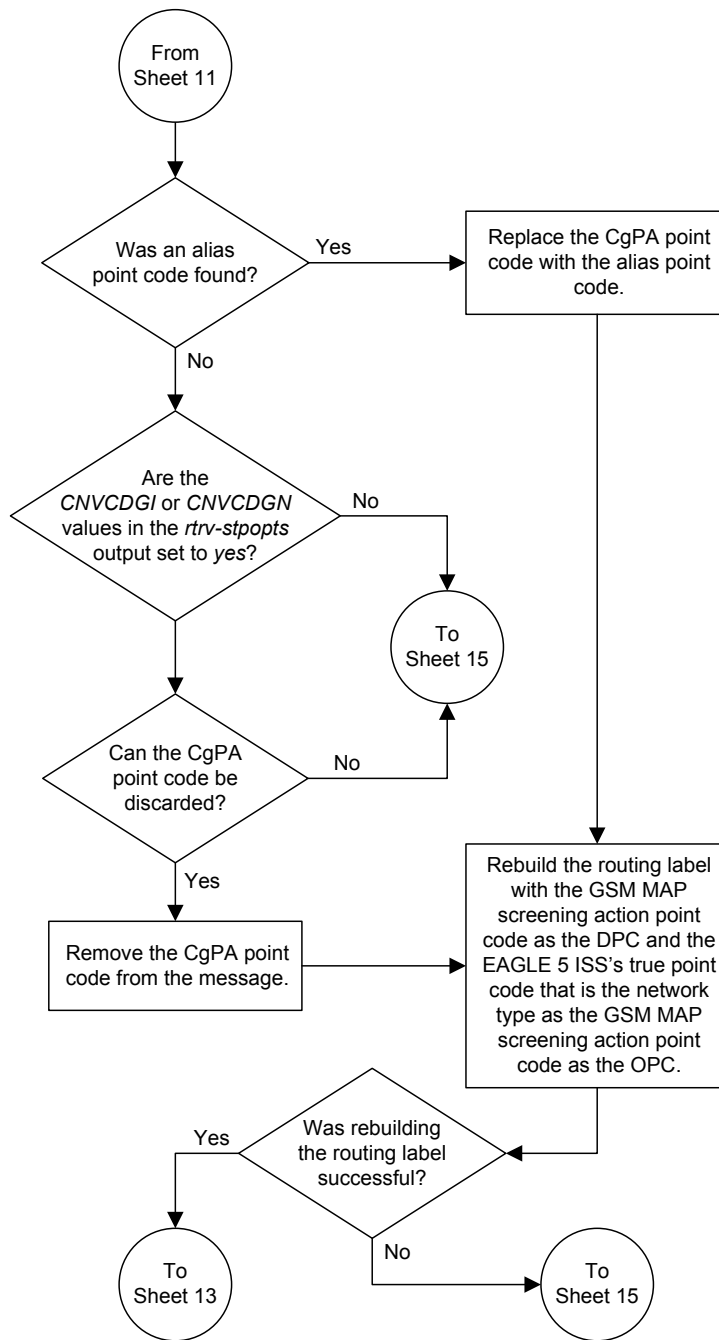 From
Sheet 11
Was an alias
point code found?
Yes
Replace the CgPA point
code with the alias point
code.
No
Are the
CNVCDGI or CNVCDGN
values in the rtrv-stpopts
output set to yes?
No
To
Sheet 15
Can the CgPA
point code be
discarded?
No
Yes
Remove the CgPA point
code from the message.
Rebuild the routing label
with the GSM MAP
screening action point
code as the DPC and the
EAGLE 5 ISS's true point
code that is the network
type as the GSM MAP
screening action point
code as the OPC.
Was rebuilding
the routing label
successful?
Yes
No
To
Sheet 13
To
Sheet 15